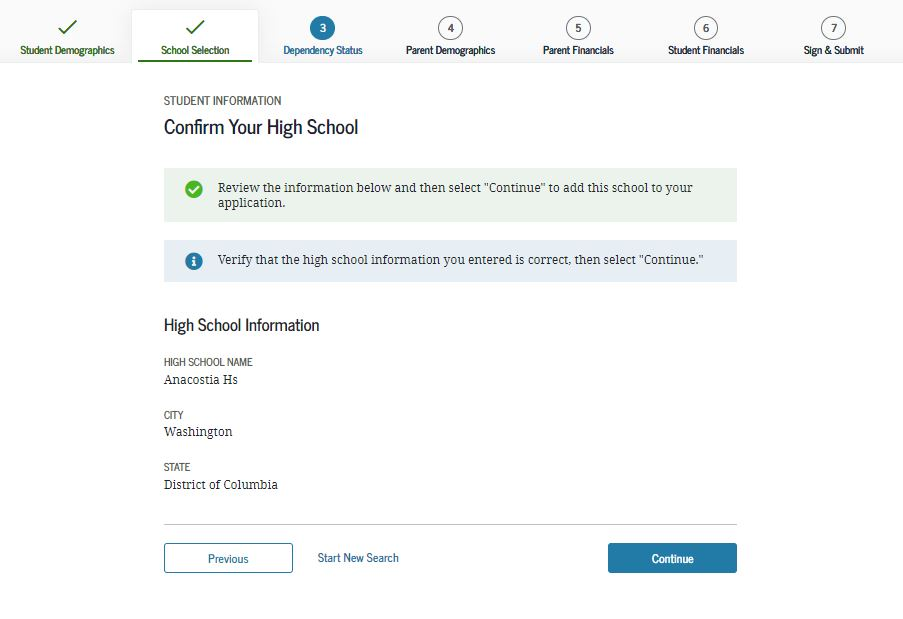 Student Demographics
School Selection
3
Dependency Status
4
Parent Demographics
5
Parent Financials
6
Student Financials
7
Sign & Submit
STUDENT INFORMATION
Confirm Your High School
Review the information below and then select "Continue" to add this school to your
application.
Verify that the high school information you entered is correct, then select "Continue."
High School Information
HIGH SCHOOL NAME
Anacostia Hs
CITY
Washington
STATE
District of Columbia
Previous
Start New Search
Continue